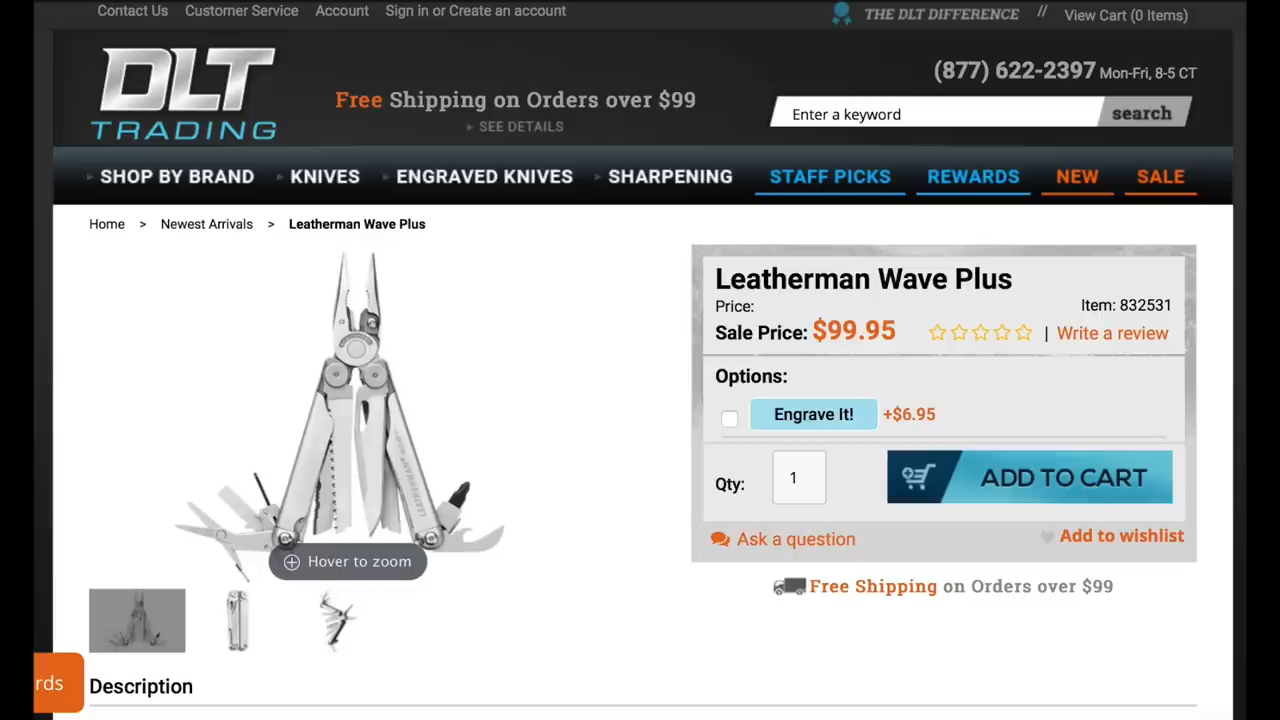 Contact Us Customer Service Account Sign in or Create an account
THE DLT DIFFERENCE // View Cart (0 Items)
DLT
TRADING
Free Shipping on Orders over $99
SEE DETAILS
(877) 622-2397 Mon-Fri, 8-5 CT
Enter a keyword search
SHOP BY BRAND KNIVES ENGRAVED KNIVES SHARPENING STAFF PICKS REWARDS NEW SALE
Home > Newest Arrivals > Leatherman Wave Plus
Leatherman Wave Plus
Price: Item: 832531
Sale Price: $99.95 | Write a review
Options:
Engrave It! +$6.95
Qty: 1 ADD TO CART
Ask a question Add to wishlist
Free Shipping on Orders over $99
LEATHERMAN
Hover to zoom
rds
Description